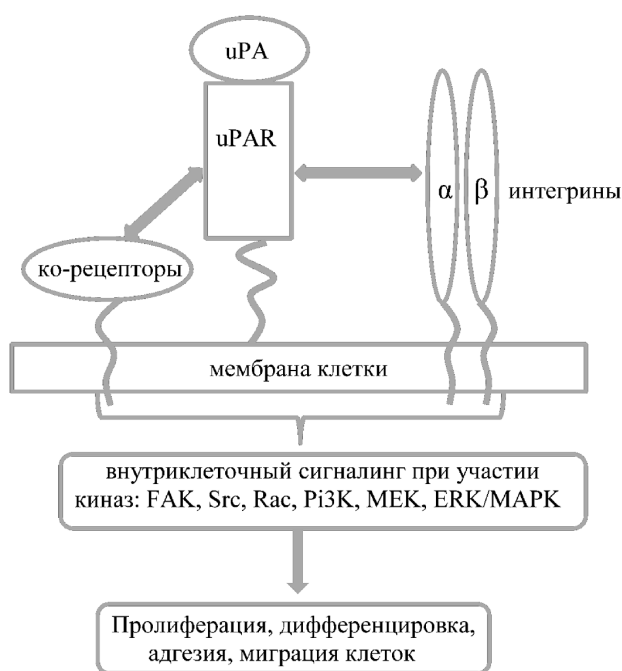 uPA
uPAR
α
β
интегрины
ко-рецепторы
мембрана клетки
внутриклеточный сигналинг при участии
киназ: FAK, Src, Rac, Pi3K, MEK, ERK/MAPK
Пролиферация, дифференцировка,
адгезия, миграция клеток